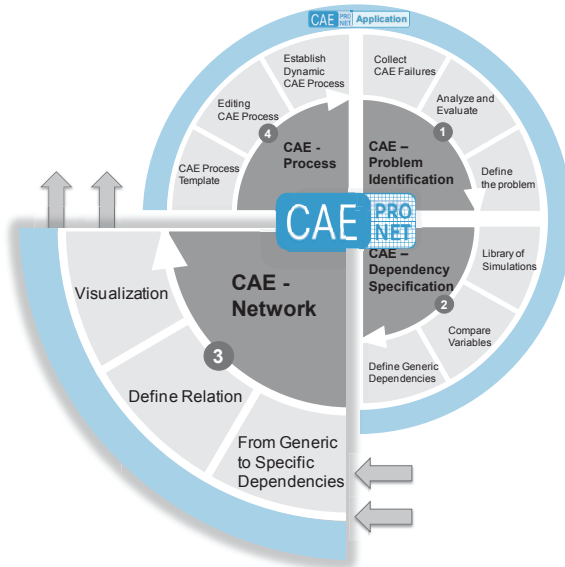 CAE PRO NET Application
Establish
Dynamic
CAE Process
Collect
CAE Failures
Editing
CAE Process
Analyze and
Evaluate
4
CAE -
Process
1
CAE –
Problem
Identification
CAE Process
Template
Define
the problem
CAE PRO
NET
CAE –
Dependency
Specification
2
Library of
Simulations
Compare
Variables
Define Generic
Dependencies
CAE -
Network
3
Visualization
Define Relation
From Generic
to Specific
Dependencies